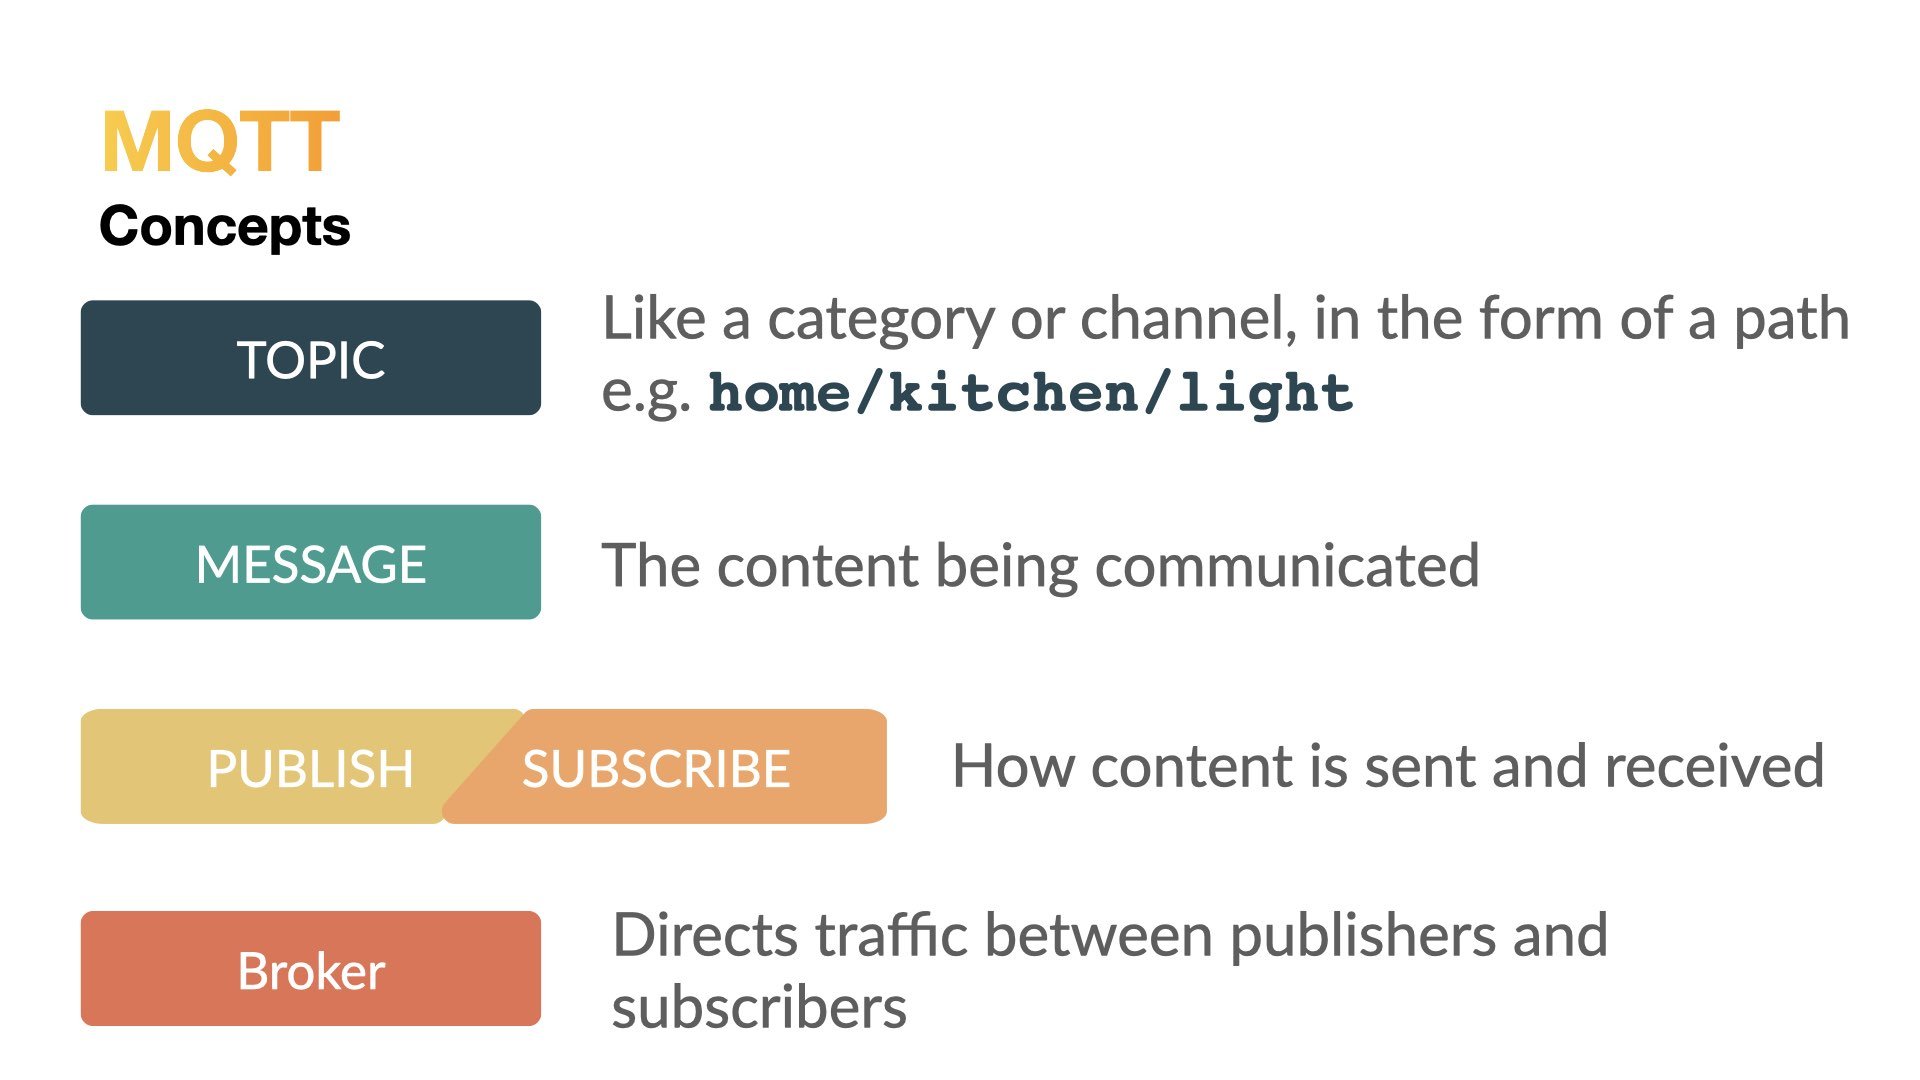 MQTT
Concepts
TOPIC
Like a category or channel, in the form of a path
e.g. home/kitchen/light
MESSAGE
The content being communicated
PUBLISH SUBSCRIBE
How content is sent and received
Broker
Directs traffic between publishers and
subscribers